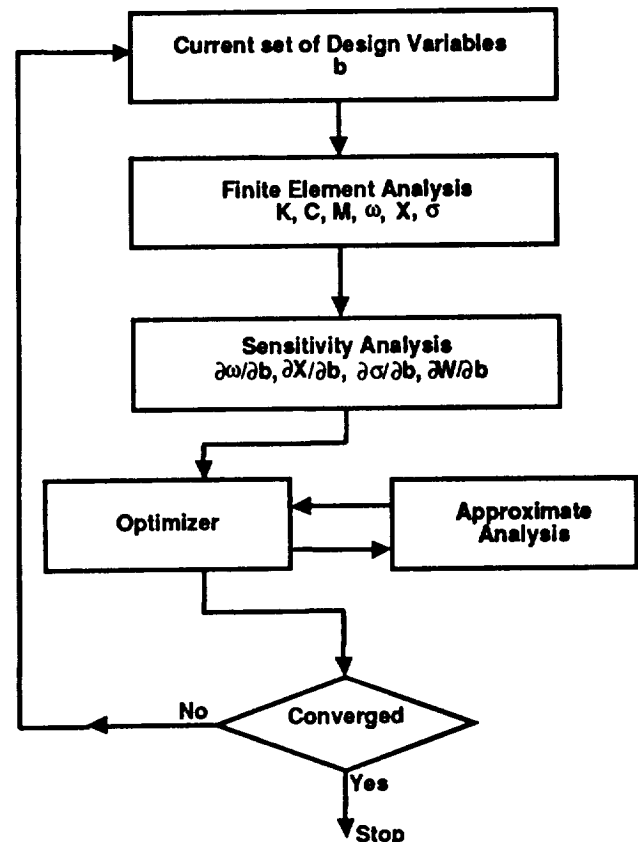 Current set of Design Variables
b
Finite Element Analysis
K, C, M, ω, X, σ
Sensitivity Analysis
∂ω/∂b, ∂X/∂b, ∂σ/∂b, ∂W/∂b
Optimizer
Approximate
Analysis
Converged
No
Yes
Stop